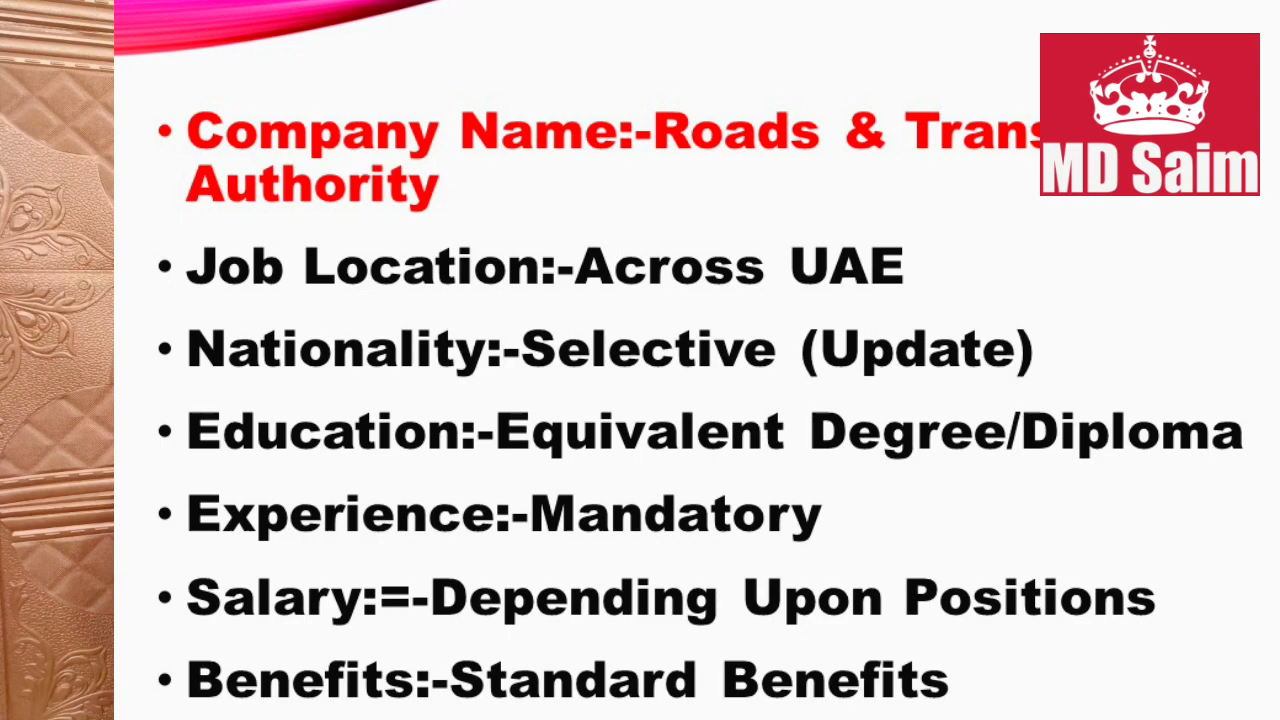 • Company Name:-Roads & Trans
Authority
MD Saim
• Job Location:-Across UAE
• Nationality:-Selective (Update)
• Education:-Equivalent Degree/Diploma
• Experience:-Mandatory
• Salary:=-Depending Upon Positions
• Benefits:-Standard Benefits